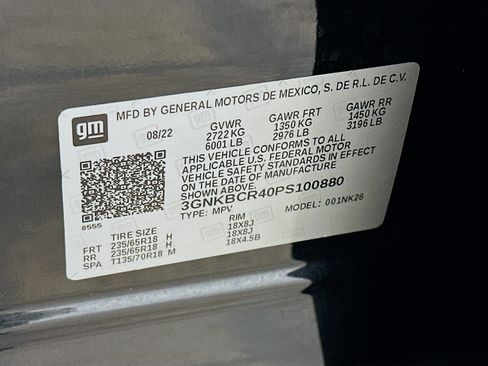 gm
MFD BY GENERAL MOTORS DE MEXICO, S. DE R.L. DE C.V.
08/22
GVWR GAWR FRT GAWR RR
2722 KG 1350 KG 1450 KG
6001 LB 2976 LB 3196 LB
THIS VEHICLE CONFORMS TO ALL
APPLICABLE U.S. FEDERAL MOTOR
VEHICLE SAFETY STANDARDS IN EFFECT
ON THE DATE OF MANUFACTURE
SHOWN ABOVE
3GNKBCR40PS100880
8555
TYPE: MPV MODEL: 001NK26
TIRE SIZE RIM
FRT 235/65R18 H 18X8J
RR 235/65R18 H 18X8J
SPA T135/70R18 M 18X4.5B